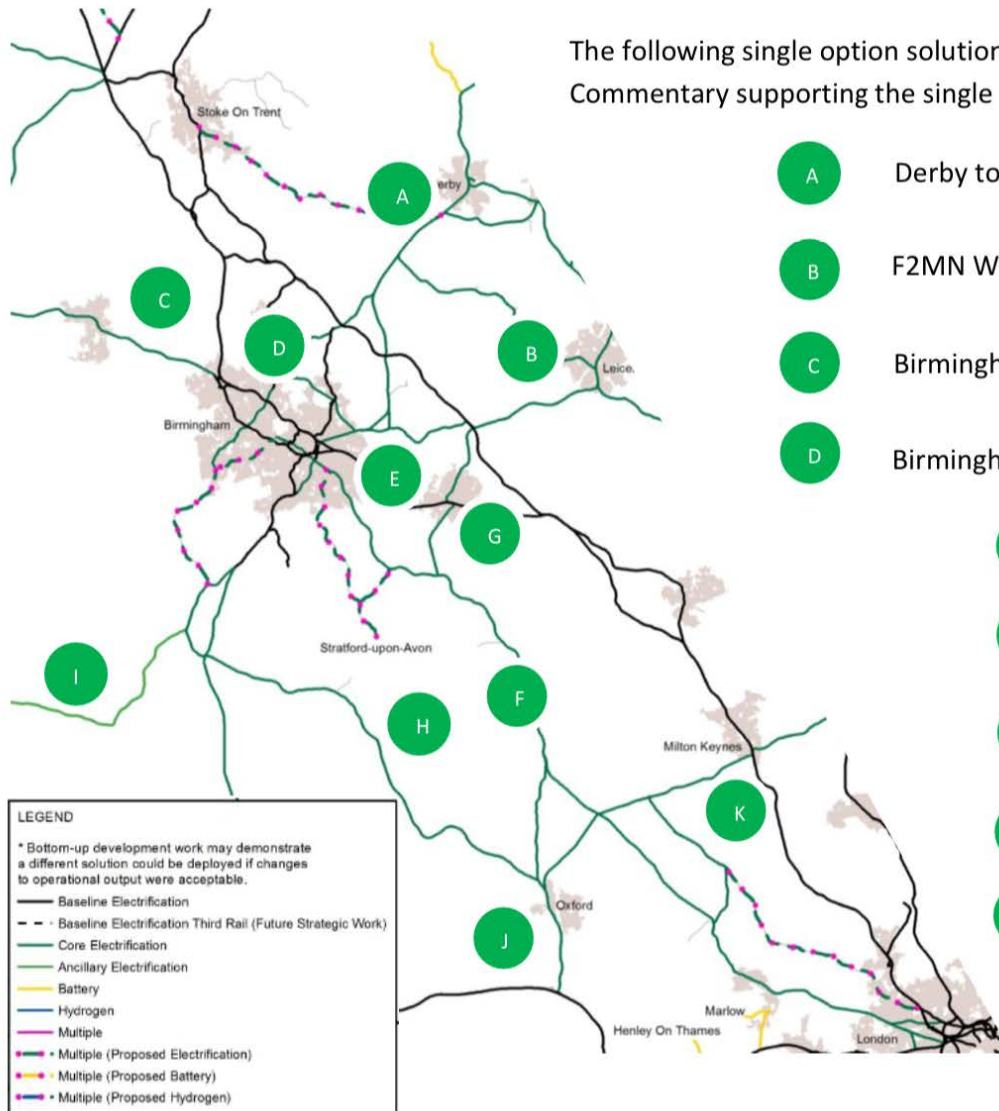 The following single option solution
Commentary supporting the single
A Derby to
B F2MN W
C Birmingh
D Birmingh
Stoke On Trent
A
erby
C
D
B
Leice.
Birmingham
E
G
Stratford-upon-Avon
I
F
H
Milton Keynes
K
Oxford
J
Marlow
Henley On Thames
London
LEGEND
* Bottom-up development work may demonstrate
a different solution could be deployed if changes
to operational output were acceptable.
Baseline Electrification
Baseline Electrification Third Rail (Future Strategic Work)
Core Electrification
Ancillary Electrification
Battery
Hydrogen
Multiple
Multiple (Proposed Electrification)
Multiple (Proposed Battery)
Multiple (Proposed Hydrogen)